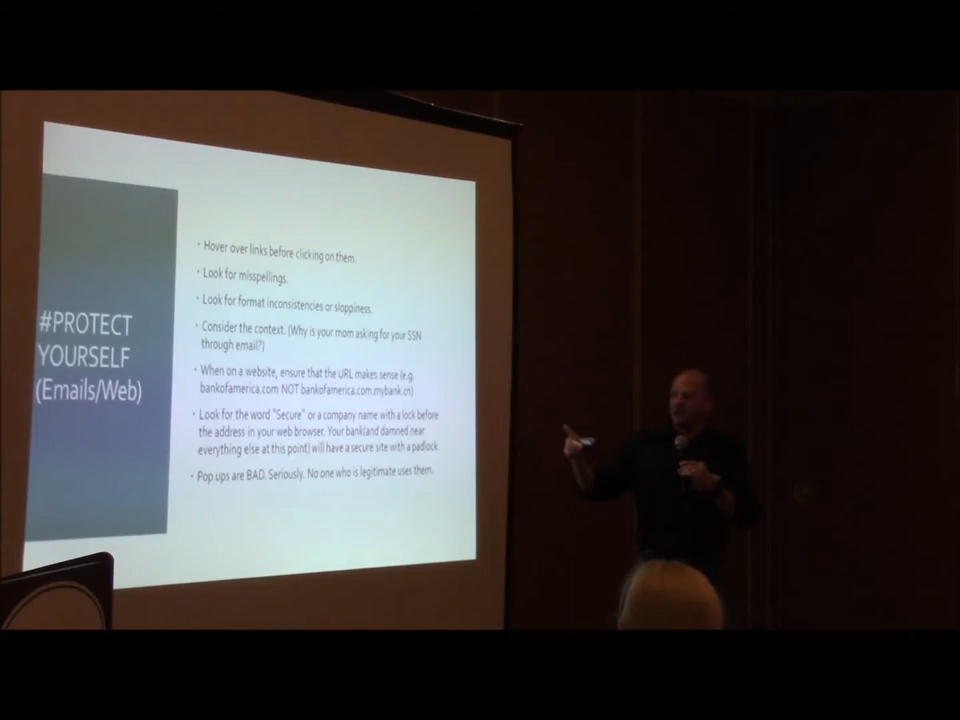 #PROTECT
YOURSELF
(Emails/Web)
• Hover over links before clicking on them.
• Look for misspellings.
• Look for format inconsistencies or sloppiness.
• Consider the context. (Why is your mom asking for your SSN
through email?)
• When on a website, ensure that the URL makes sense (e.g.
bankofamerica.com NOT bankofamerica.com.mybank.cn)
• Look for the word "Secure" or a company name with a lock before
the address in your web browser. Your bank(and damned near
everything else at this point) will have a secure site with a padlock.
• Pop ups are BAD. Seriously. No one who is legitimate uses them.